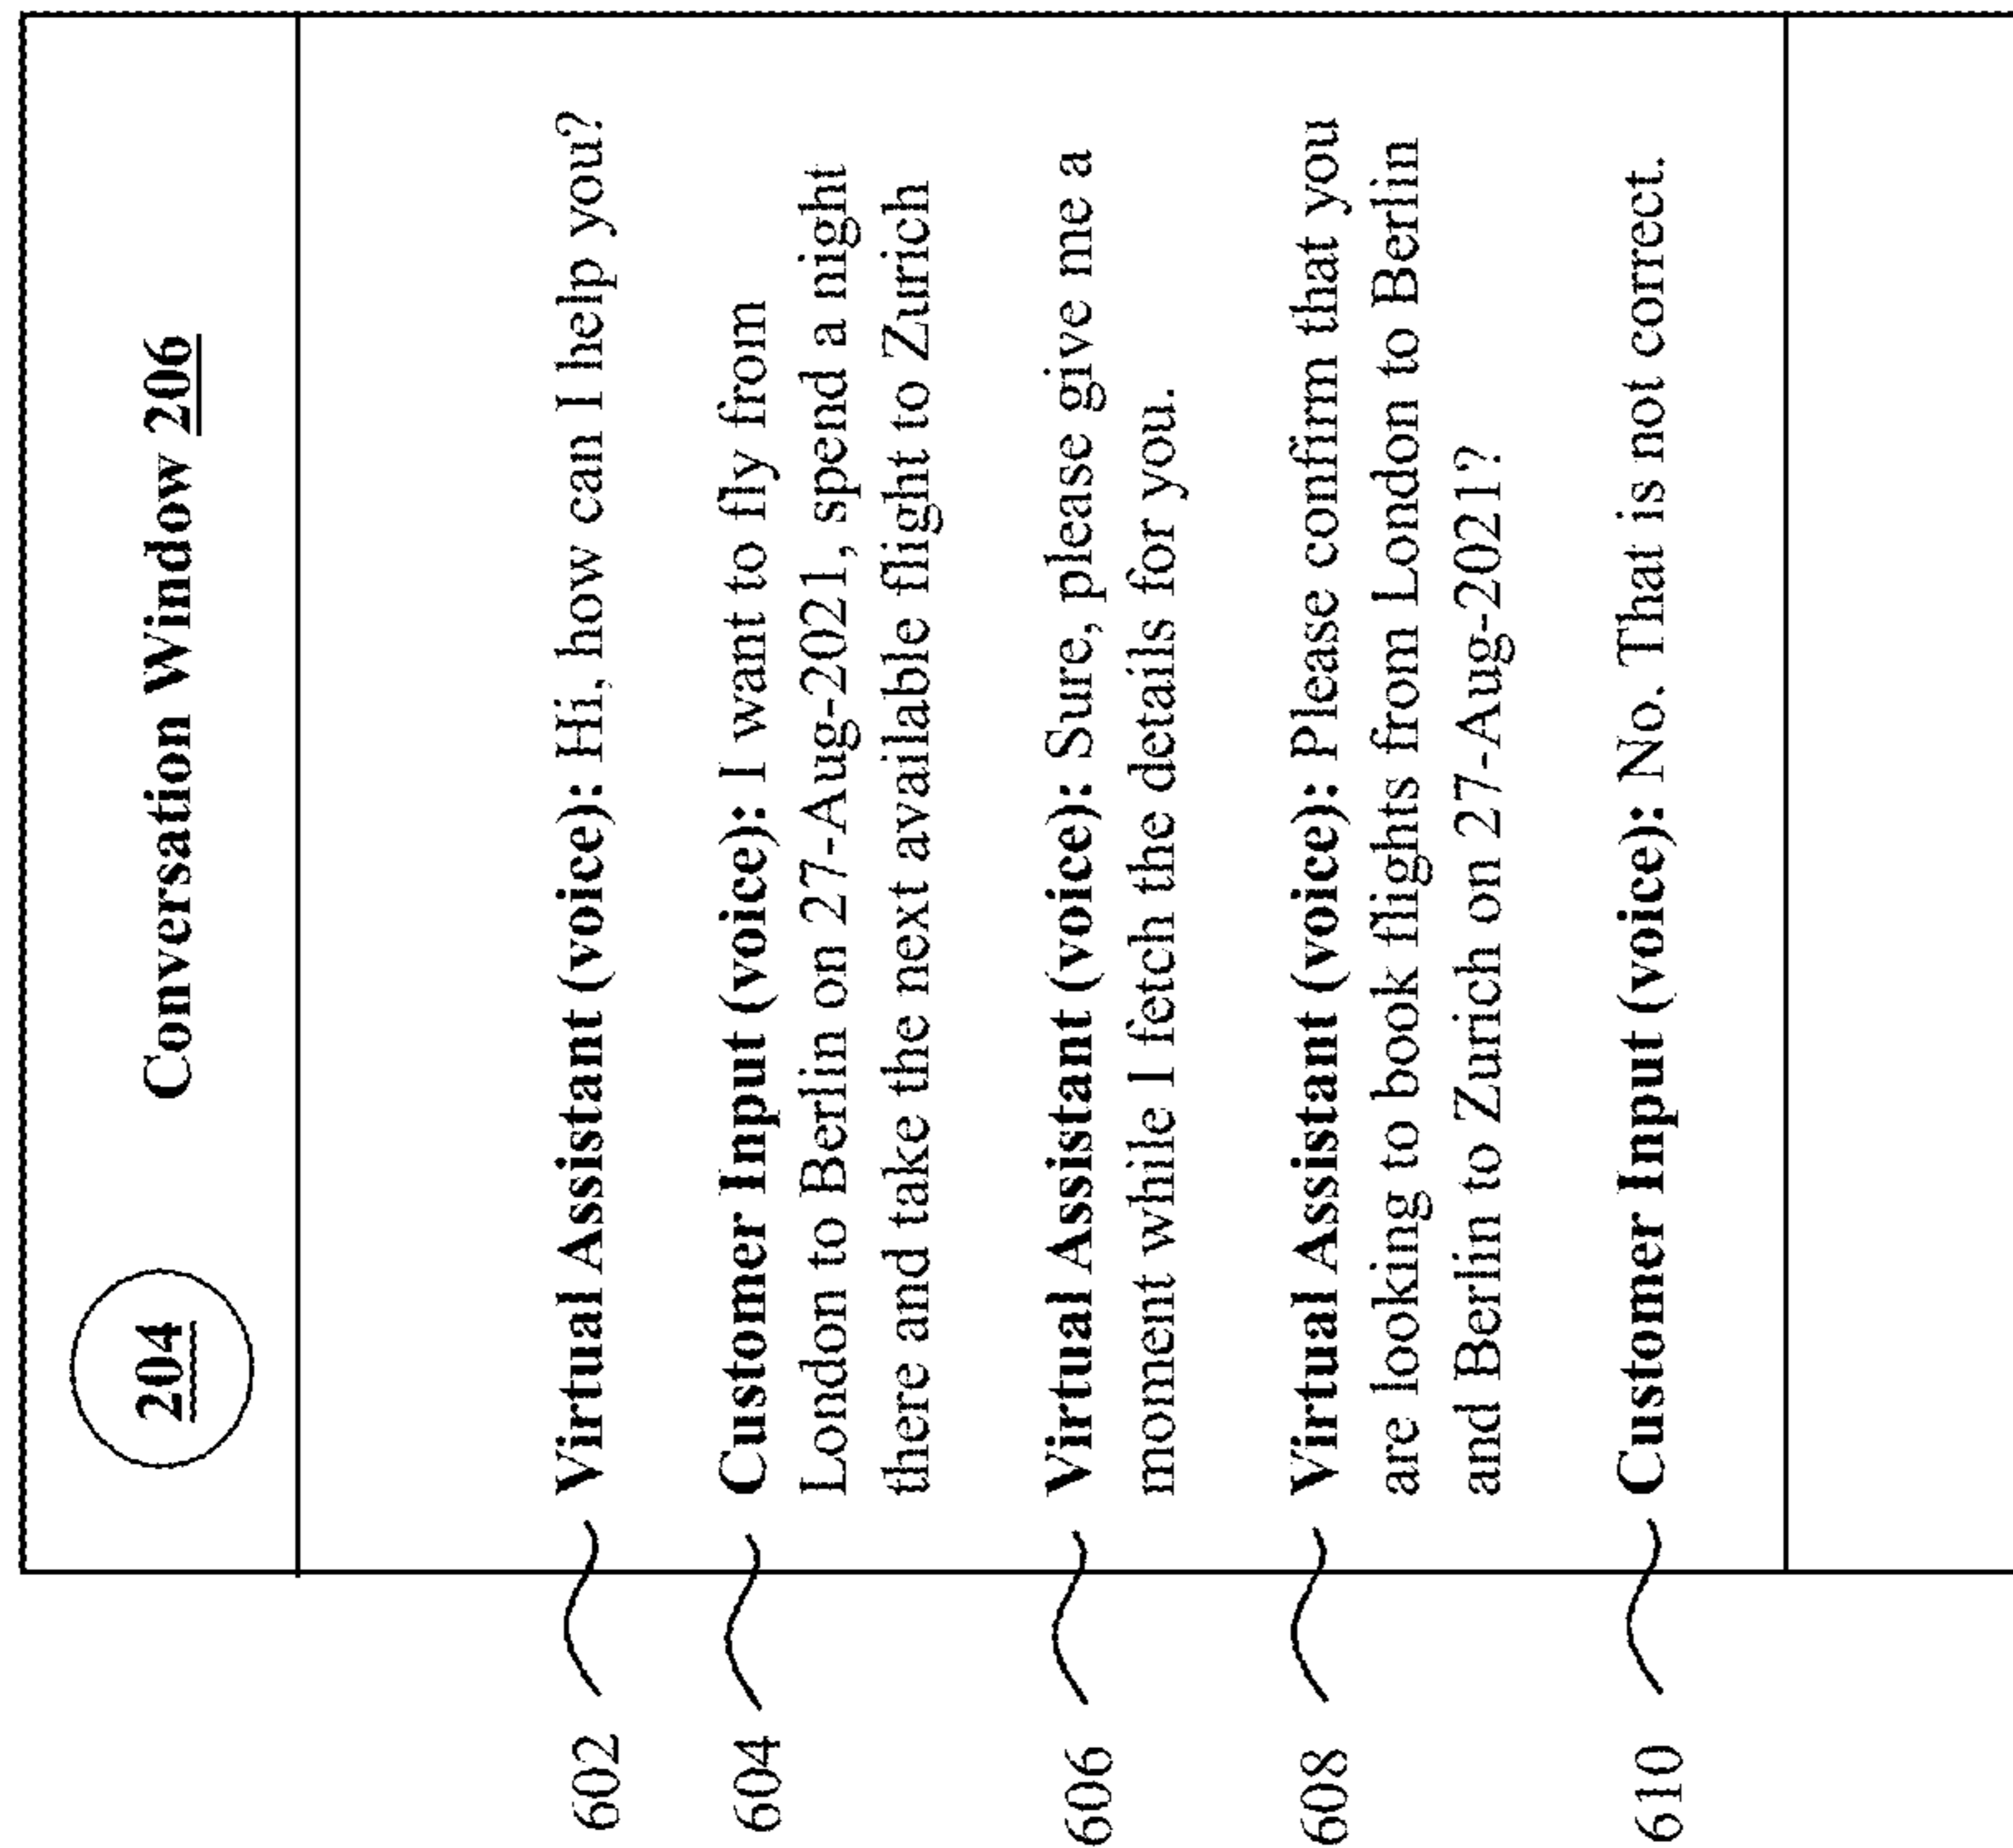 204 Conversation Window 206
602 Virtual Assistant (voice): Hi, how can I help you?
604 Customer Input (voice): I want to fly from
London to Berlin on 27-Aug-2021, spend a night
there and take the next available flight to Zurich
606 Virtual Assistant (voice): Sure, please give me a
moment while I fetch the details for you.
608 Virtual Assistant (voice): Please confirm that you
are looking to book flights from London to Berlin
and Berlin to Zurich on 27-Aug-2021?
610 Customer Input (voice): No. That is not correct.